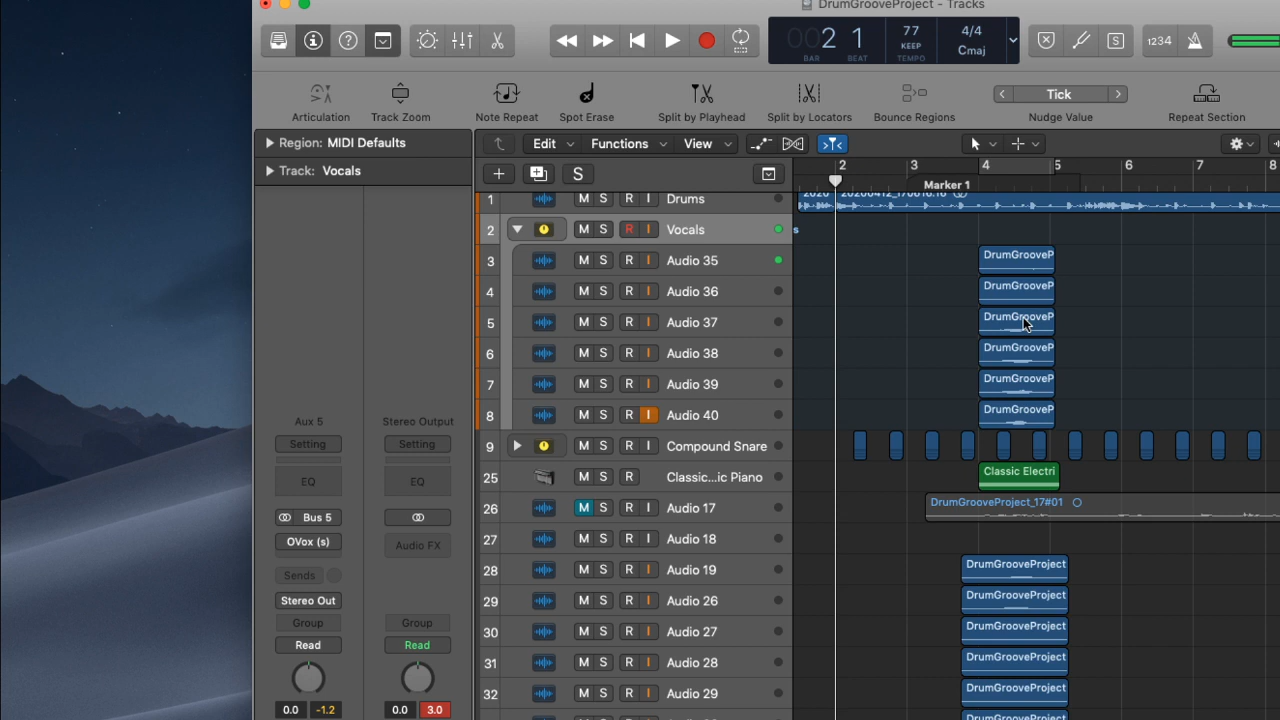 DrumGrooveProject - Tracks
2 1 77 4/4
KEEP Cmaj
BAR BEAT TEMPO
S 1234
Tick
Articulation Track Zoom Note Repeat Spot Erase Split by Playhead Split by Locators Bounce Regions Nudge Value Repeat Section
Region: MIDI Defaults Edit Functions View
Track: Vocals S 2 3 4 5 6 7 8
Marker 1
1 M S R I Drums
2 M S R I Vocals
3 M S R I Audio 35 DrumGrooveP
4 M S R I Audio 36 DrumGrooveP
5 M S R I Audio 37 DrumGrooveP
6 M S R I Audio 38 DrumGrooveP
7 M S R I Audio 39 DrumGrooveP
8 M S R I Audio 40 DrumGrooveP
9 M S R I Compound Snare
25 M S R Classic...ic Piano Classic Electri
26 M S R I Audio 17 DrumGrooveProject_17#01
27 M S R I Audio 18
28 M S R I Audio 19 DrumGrooveProject
29 M S R I Audio 26 DrumGrooveProject
30 M S R I Audio 27 DrumGrooveProject
31 M S R I Audio 28 DrumGrooveProject
32 M S R I Audio 29 DrumGrooveProject
DrumGrooveProject
Aux 5 Stereo Output
Setting Setting
EQ EQ
Bus 5
OVox (s) Audio FX
Sends
Stereo Out
Group Group
Read Read
0.0 -1.2 0.0 3.0